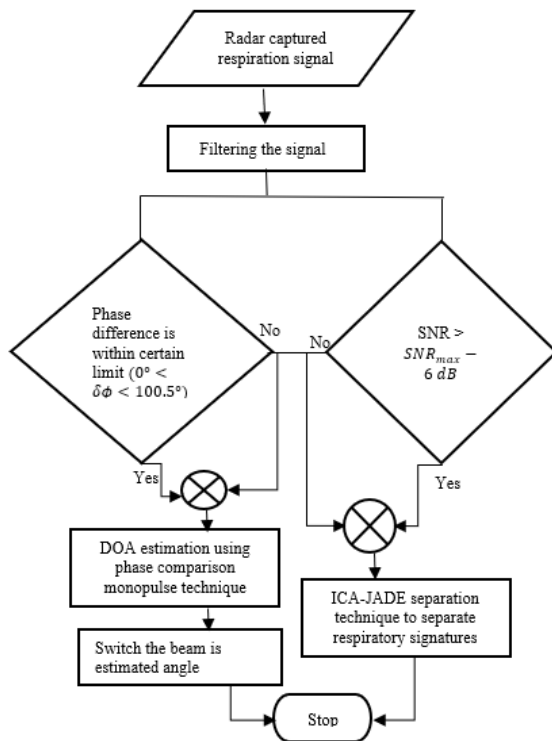 Radar captured
respiration signal
Filtering the signal
Phase
difference is
within certain
limit (0° <
δϕ < 100.5°)
No
No
SNR >
SNR_max −
6 dB
Yes
Yes
DOA estimation using
phase comparison
monopulse technique
ICA-JADE separation
technique to separate
respiratory signatures
Switch the beam is
estimated angle
Stop